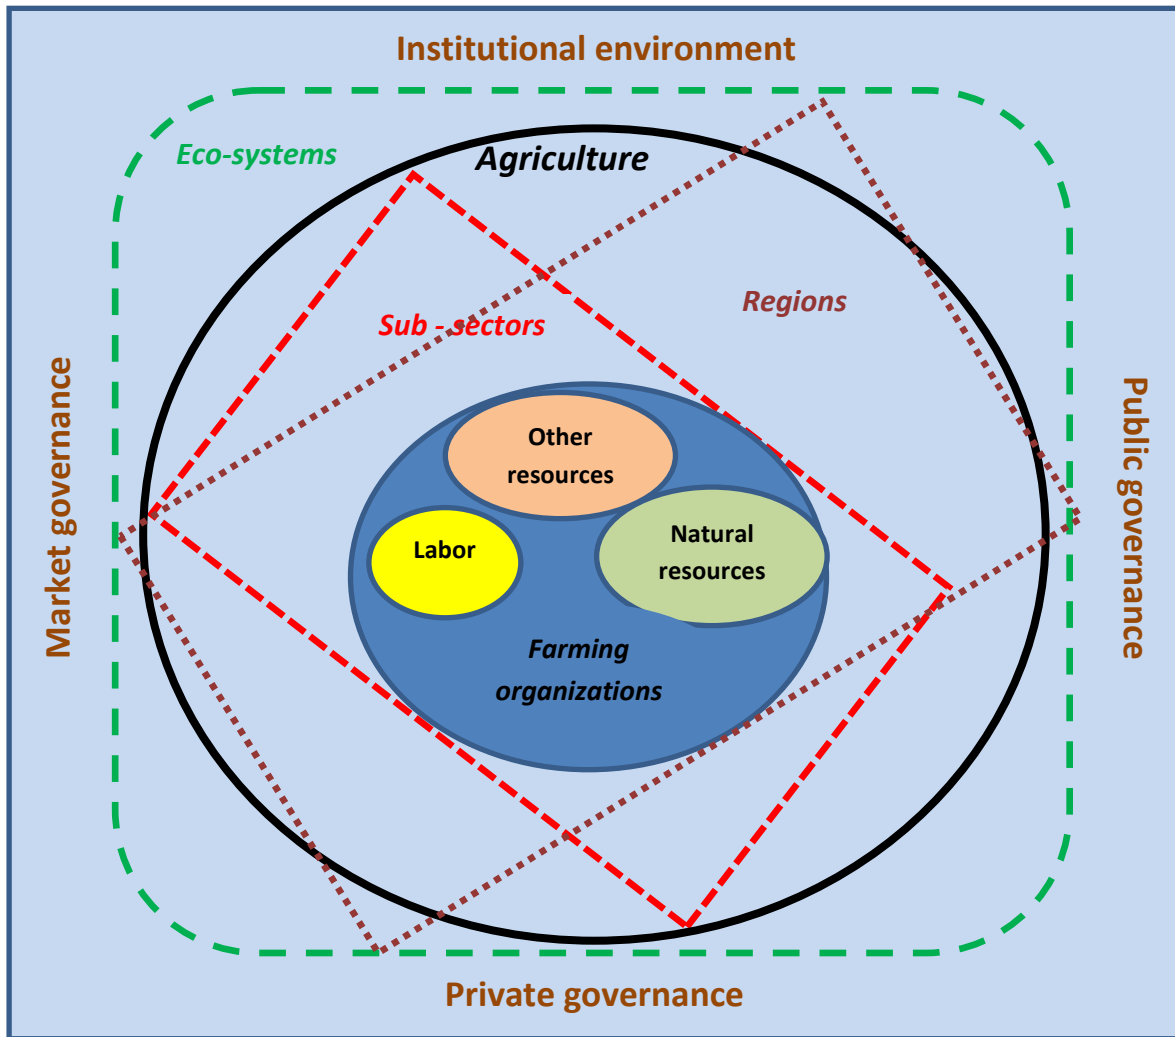 Institutional environment
Eco-systems
Agriculture
Regions
Sub - sectors
Market governance
Public governance
Other
resources
Labor
Natural
resources
Farming
organizations
Private governance